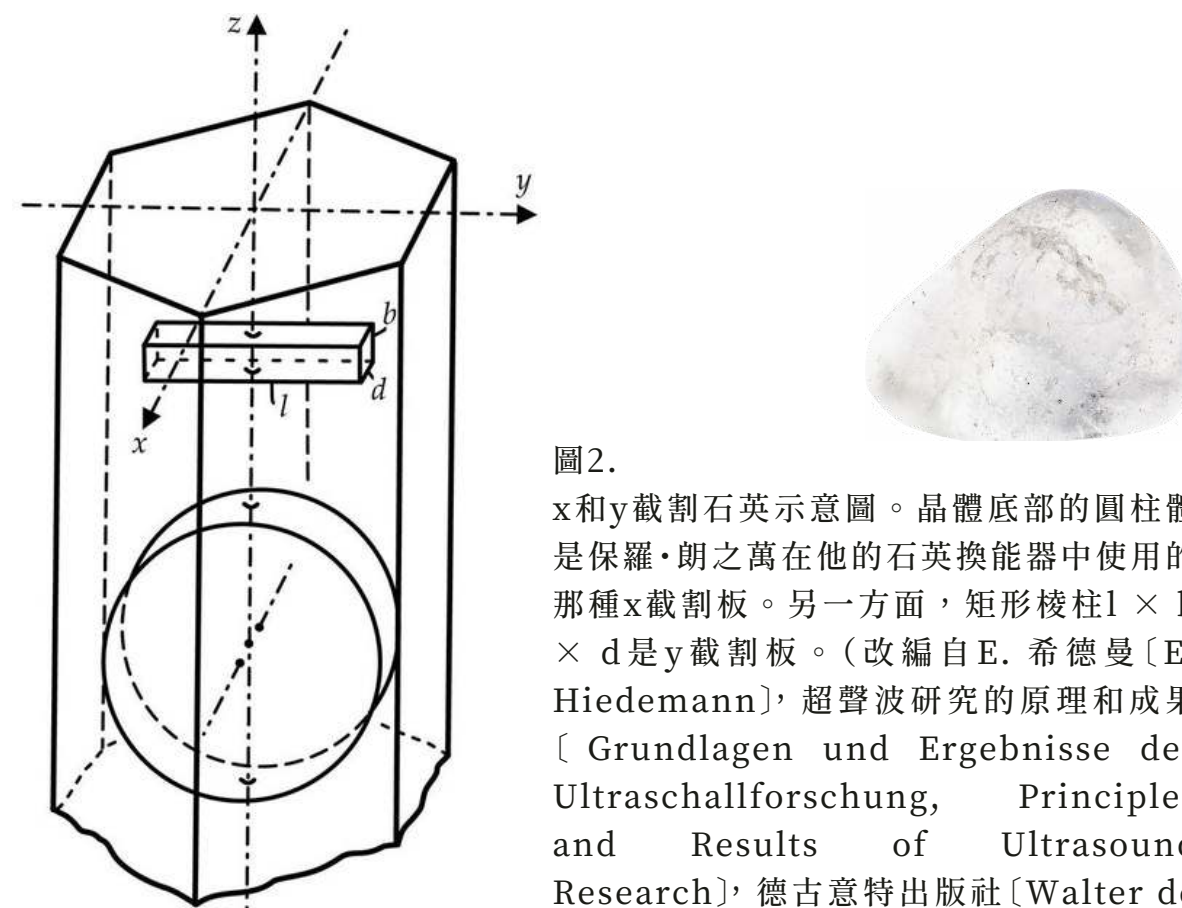 z
y
b
d
l
x
圖2.
x和y截割石英示意圖。晶體底部的圓柱體
是保羅·朗之萬在他的石英換能器中使用的
那種x截割板。另一方面，矩形棱柱l ×
× d是y截割板。（改編自E. 希德曼〔E
Hiedemann〕，超聲波研究的原理和成果
〔 Grundlagen und Ergebnisse de
Ultraschallforschung, Principle
and Results of Ultrasound
Research〕，德古意特出版社〔Walter de